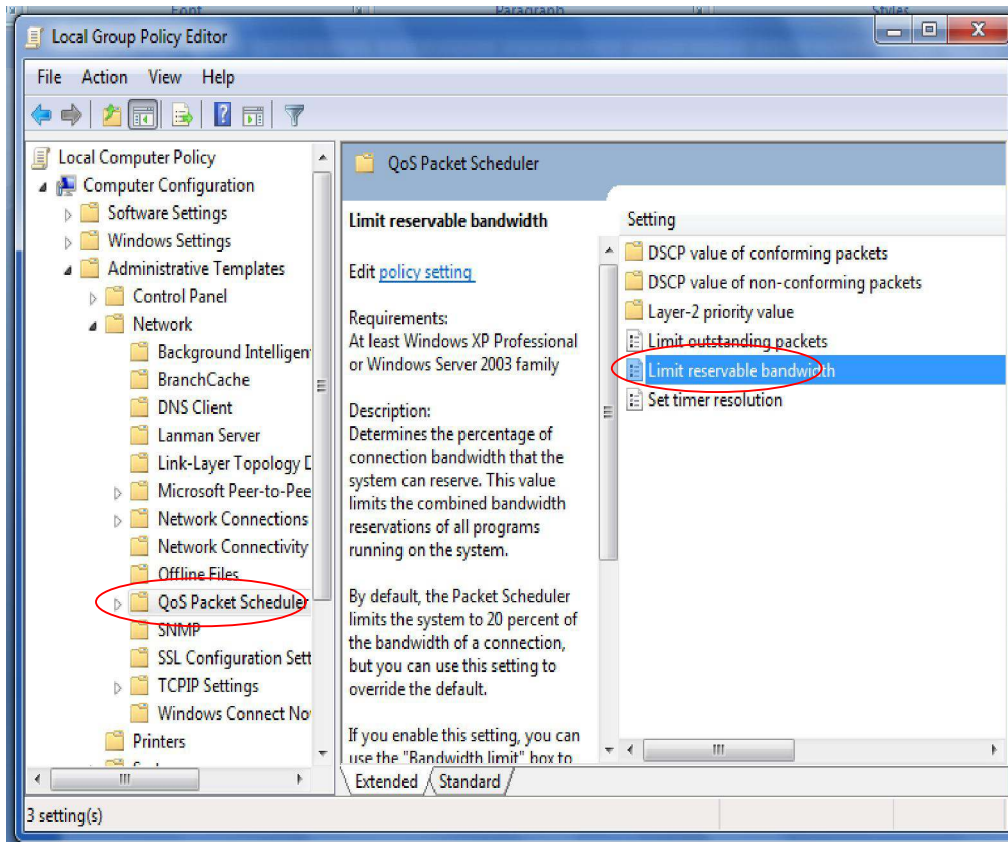 Font
Paragraph
Styles
Local Group Policy Editor
File Action View Help
Local Computer Policy
Computer Configuration
Software Settings
Windows Settings
Administrative Templates
Control Panel
Network
Background Intelligen
BranchCache
DNS Client
Lanman Server
Link-Layer Topology D
Microsoft Peer-to-Pee
Network Connections
Network Connectivity
Offline Files
QoS Packet Scheduler
SNMP
SSL Configuration Sett
TCPIP Settings
Windows Connect No
Printers
QoS Packet Scheduler
Limit reservable bandwidth
Edit policy setting
Requirements:
At least Windows XP Professional
or Windows Server 2003 family
Description:
Determines the percentage of
connection bandwidth that the
system can reserve. This value
limits the combined bandwidth
reservations of all programs
running on the system.
By default, the Packet Scheduler
limits the system to 20 percent of
the bandwidth of a connection,
but you can use this setting to
override the default.
If you enable this setting, you can
use the "Bandwidth limit" box to
Setting
DSCP value of conforming packets
DSCP value of non-conforming packets
Layer-2 priority value
Limit outstanding packets
Limit reservable bandwidth
Set timer resolution
Extended
Standard
3 setting(s)